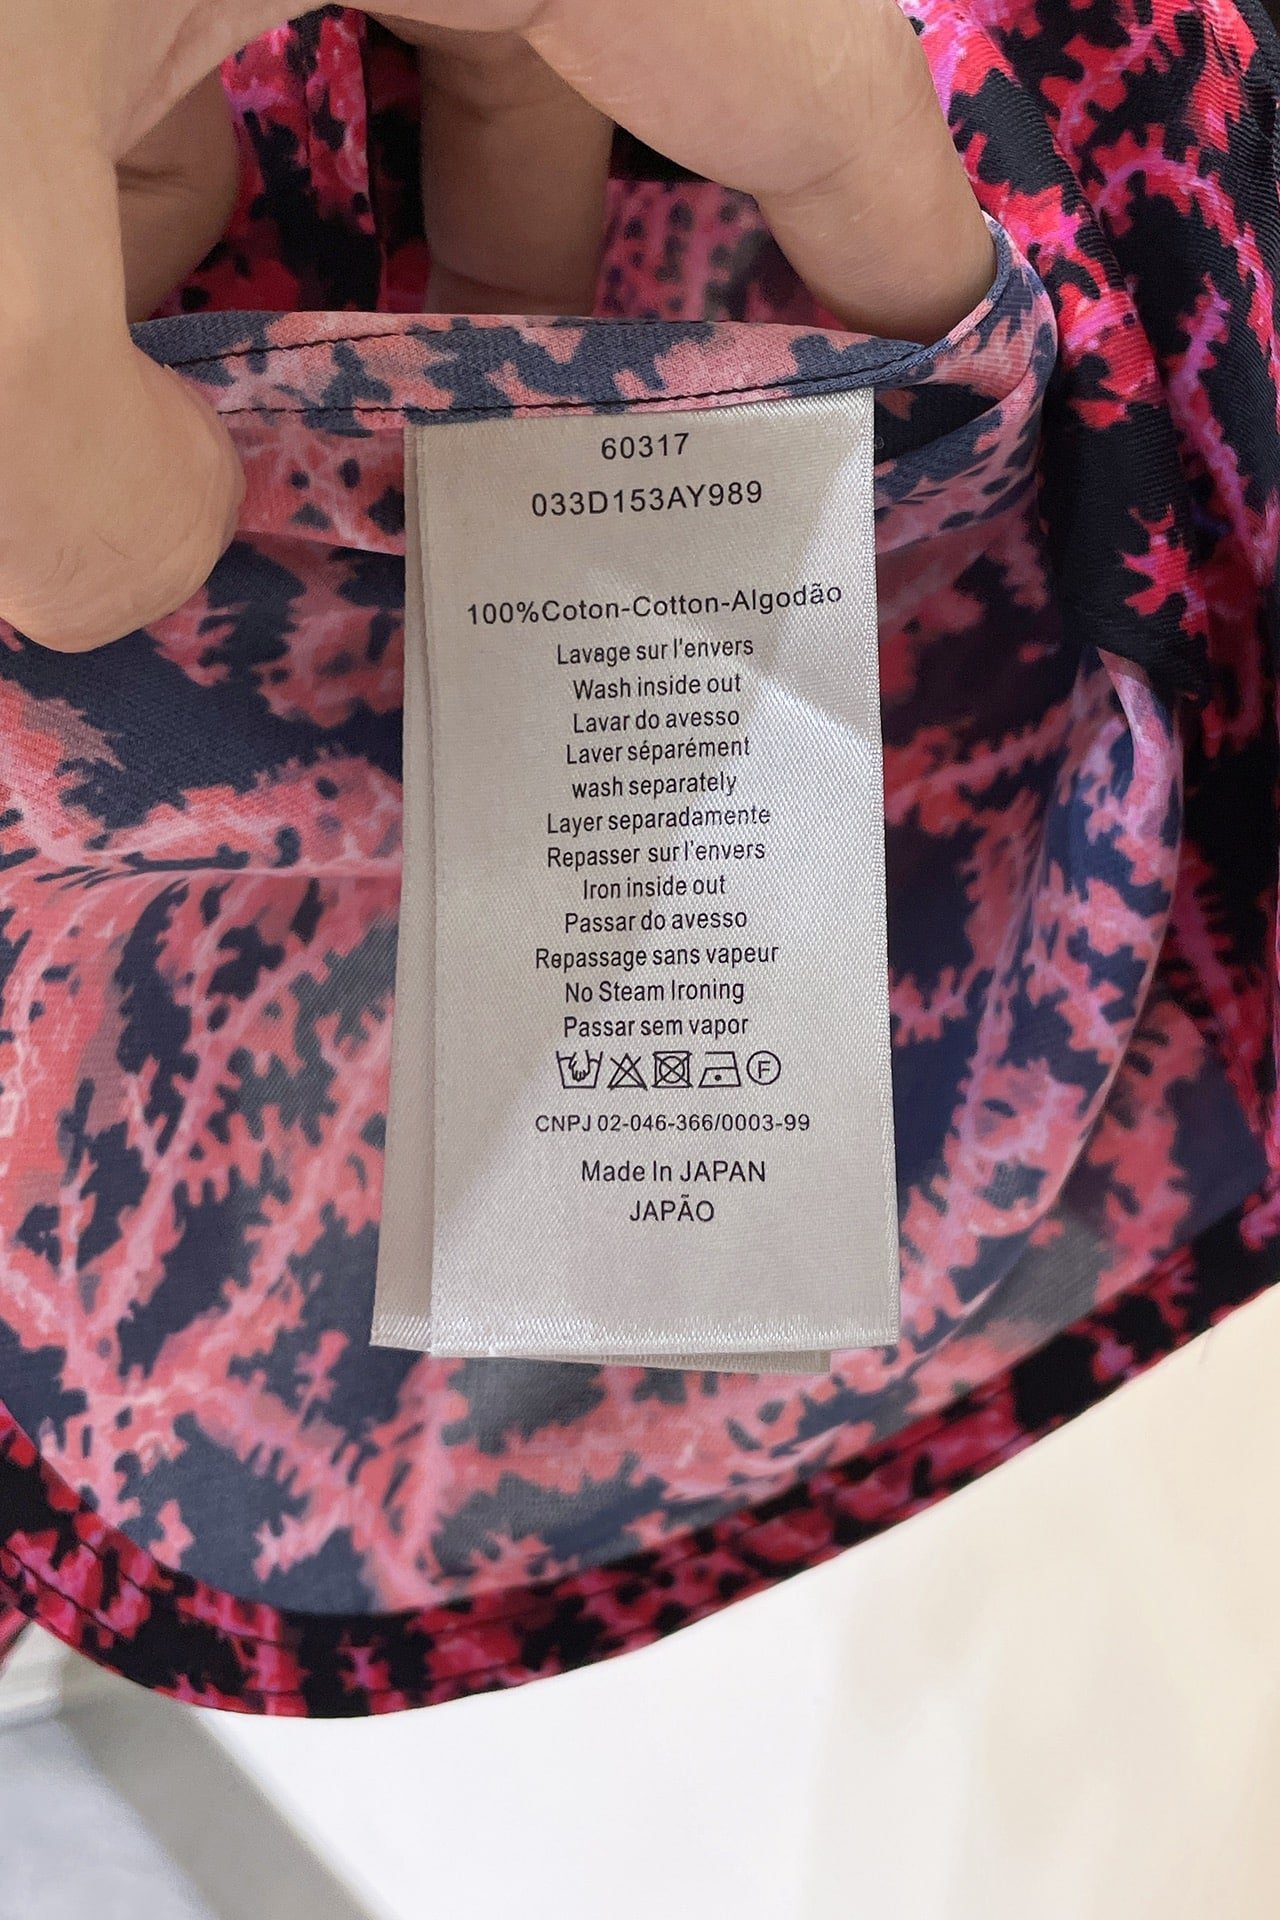 60317
033D153AY989
100%Coton-Cotton-Algodão
Lavage sur l'envers
Wash inside out
Lavar do avesso
Laver séparément
wash separately
Layer separadamente
Repasser sur l'envers
Iron inside out
Passar do avesso
Repassage sans vapeur
No Steam Ironing
Passar sem vapor
F
CNPJ 02-046-366/0003-99
Made In JAPAN
JAPÃO